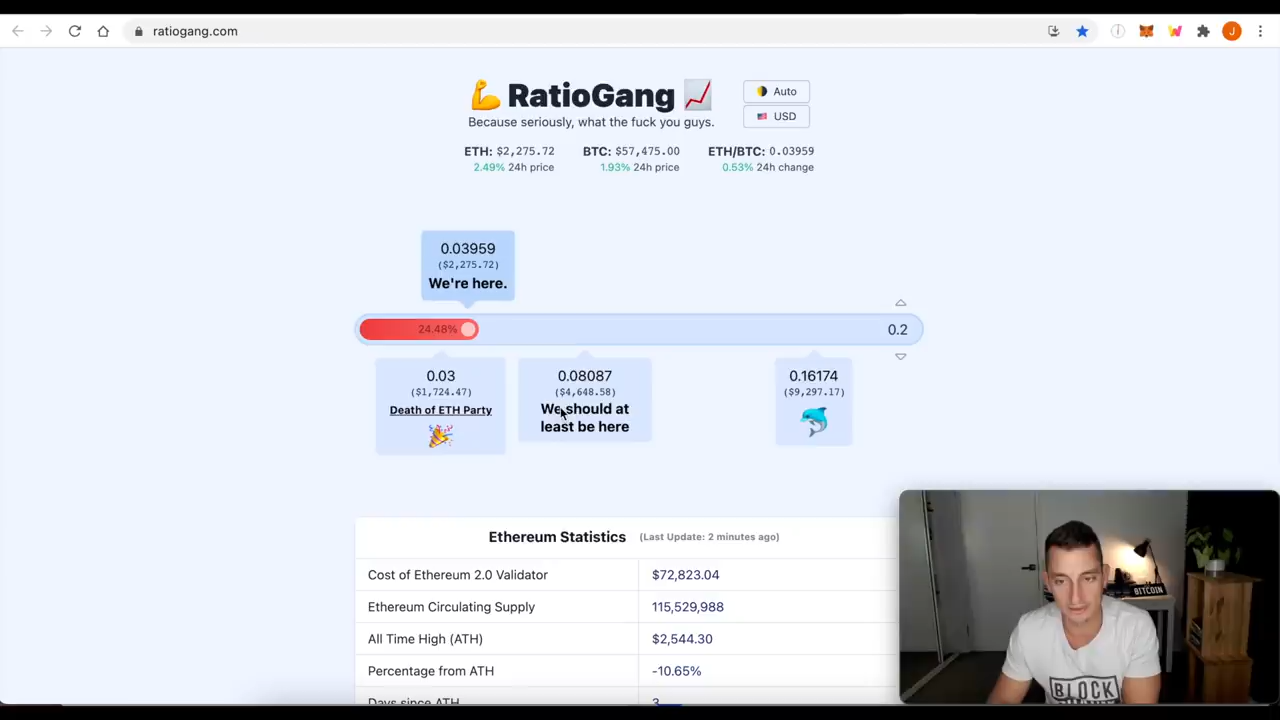 ratiogang.com
J
💪 RatioGang 📈
Because seriously, what the fuck you guys.
Auto
USD
ETH: $2,275.72
2.49% 24h price
BTC: $57,475.00
1.93% 24h price
ETH/BTC: 0.03959
0.53% 24h change
0.03959
($2,275.72)
We're here.
24.48%
0.2
0.03
($1,724.47)
Death of ETH Party
0.08087
($4,648.58)
We should at
least be here
0.16174
($9,297.17)
Ethereum Statistics (Last Update: 2 minutes ago)
Cost of Ethereum 2.0 Validator $72,823.04
Ethereum Circulating Supply 115,529,988
All Time High (ATH) $2,544.30
Percentage from ATH -10.65%
Days since ATH 3
BITCOIN
BLOCK